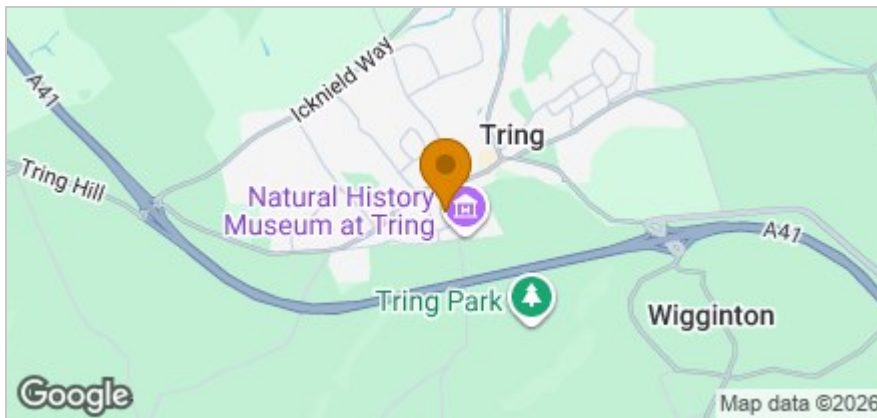 A41
Icknield Way
Tring
Tring Hill
Natural History
Museum at Tring
A41
Tring Park
Wigginton
Google
Map data ©2026